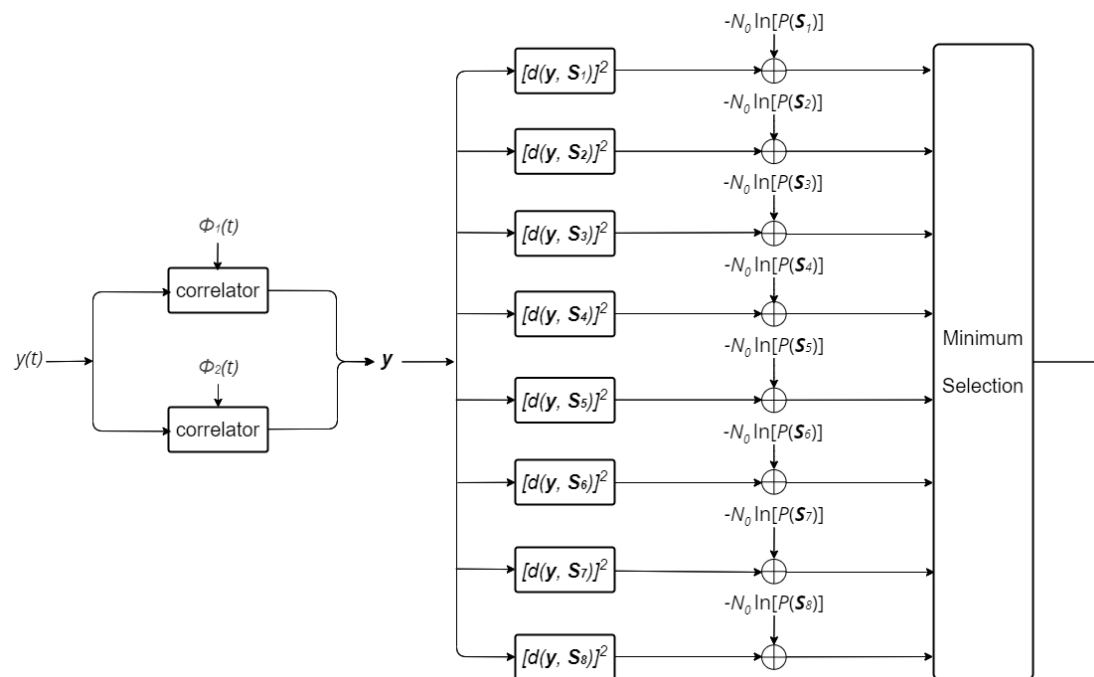 -N₀ ln[P(S₁)]
[d(y, S₁)]²
-N₀ ln[P(S₂)]
[d(y, S₂)]²
-N₀ ln[P(S₃)]
Φ₁(t)
[d(y, S₃)]²
-N₀ ln[P(S₄)]
correlator
[d(y, S₄)]²
Minimum
-N₀ ln[P(S₅)]
y(t)
y
Φ₂(t)
Selection
[d(y, S₅)]²
correlator
-N₀ ln[P(S₆)]
[d(y, S₆)]²
-N₀ ln[P(S₇)]
[d(y, S₇)]²
-N₀ ln[P(S₈)]
[d(y, S₈)]²